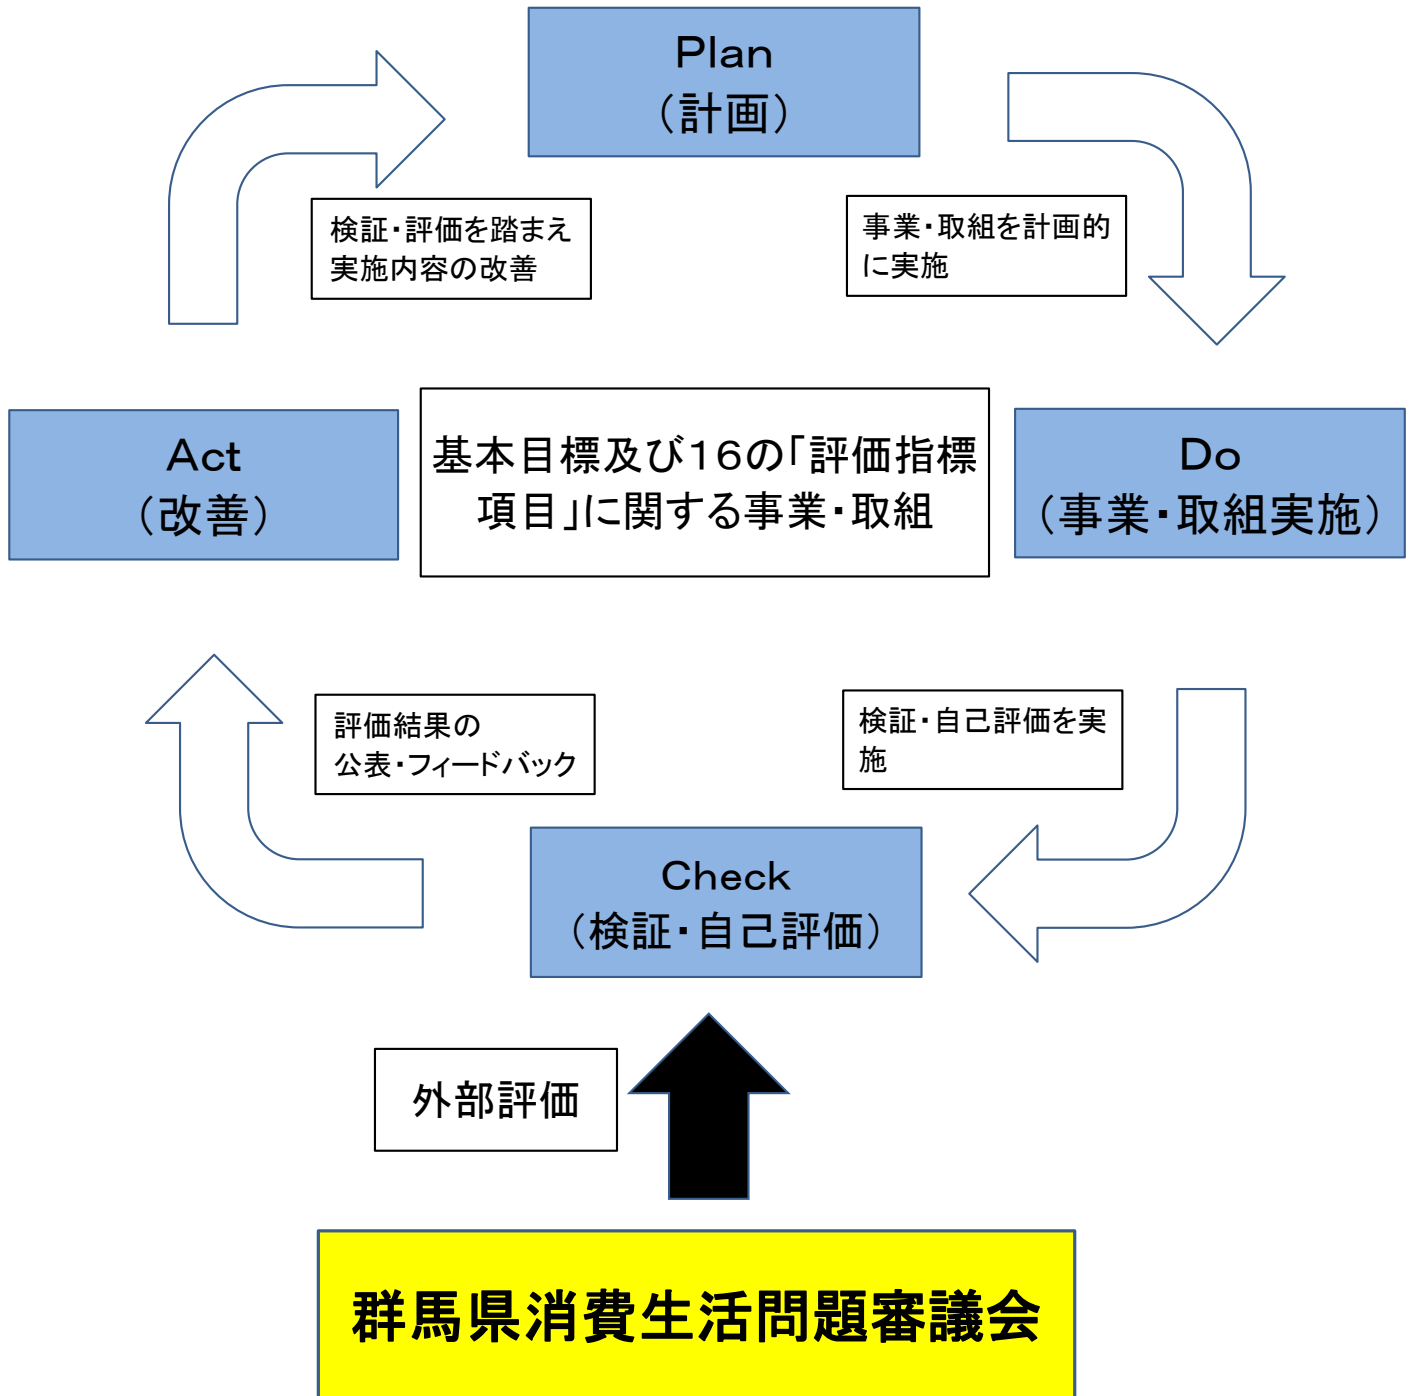 Plan
（計画）
検証・評価を踏まえ
実施内容の改善
事業・取組を計画的
に実施
Act
（改善）
基本目標及び１６の「評価指標
項目」に関する事業・取組
Do
（事業・取組実施）
評価結果の
公表・フィードバック
検証・自己評価を実
施
Check
（検証・自己評価）
外部評価
群馬県消費生活問題審議会